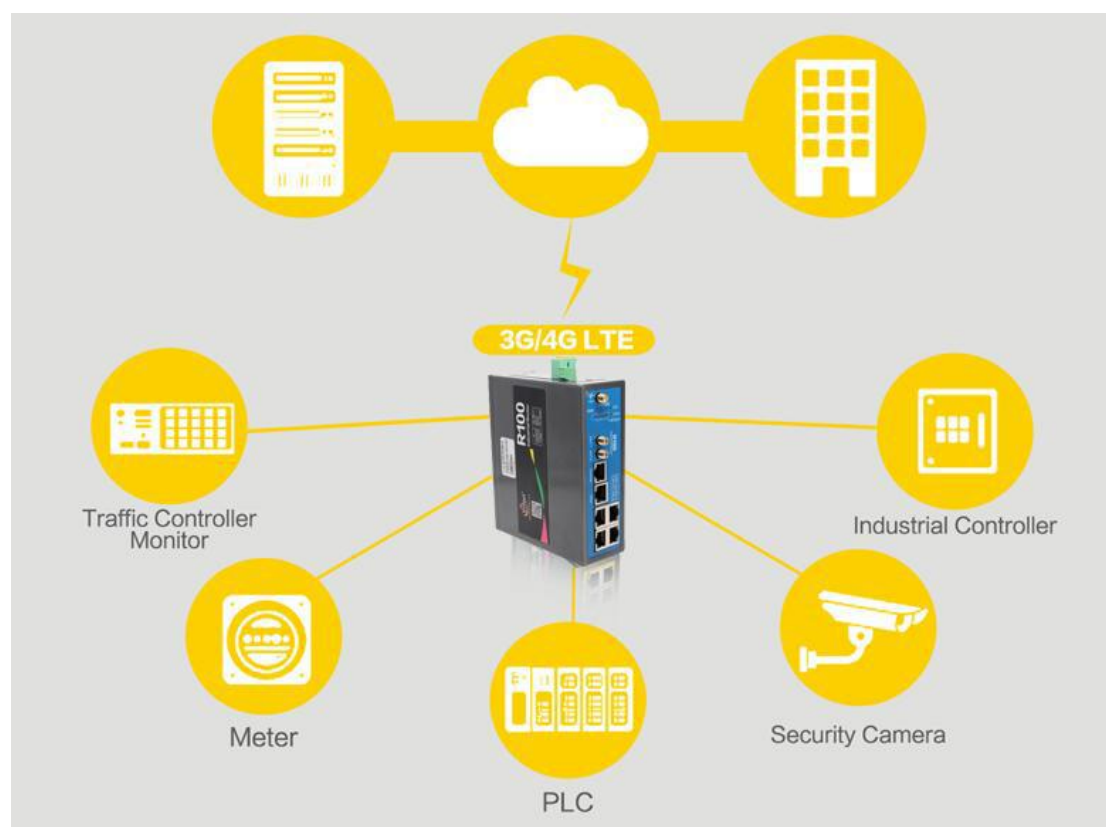 3G/4G LTE
R100
Traffic Controller
Monitor
Industrial Controller
Meter
Security Camera
PLC